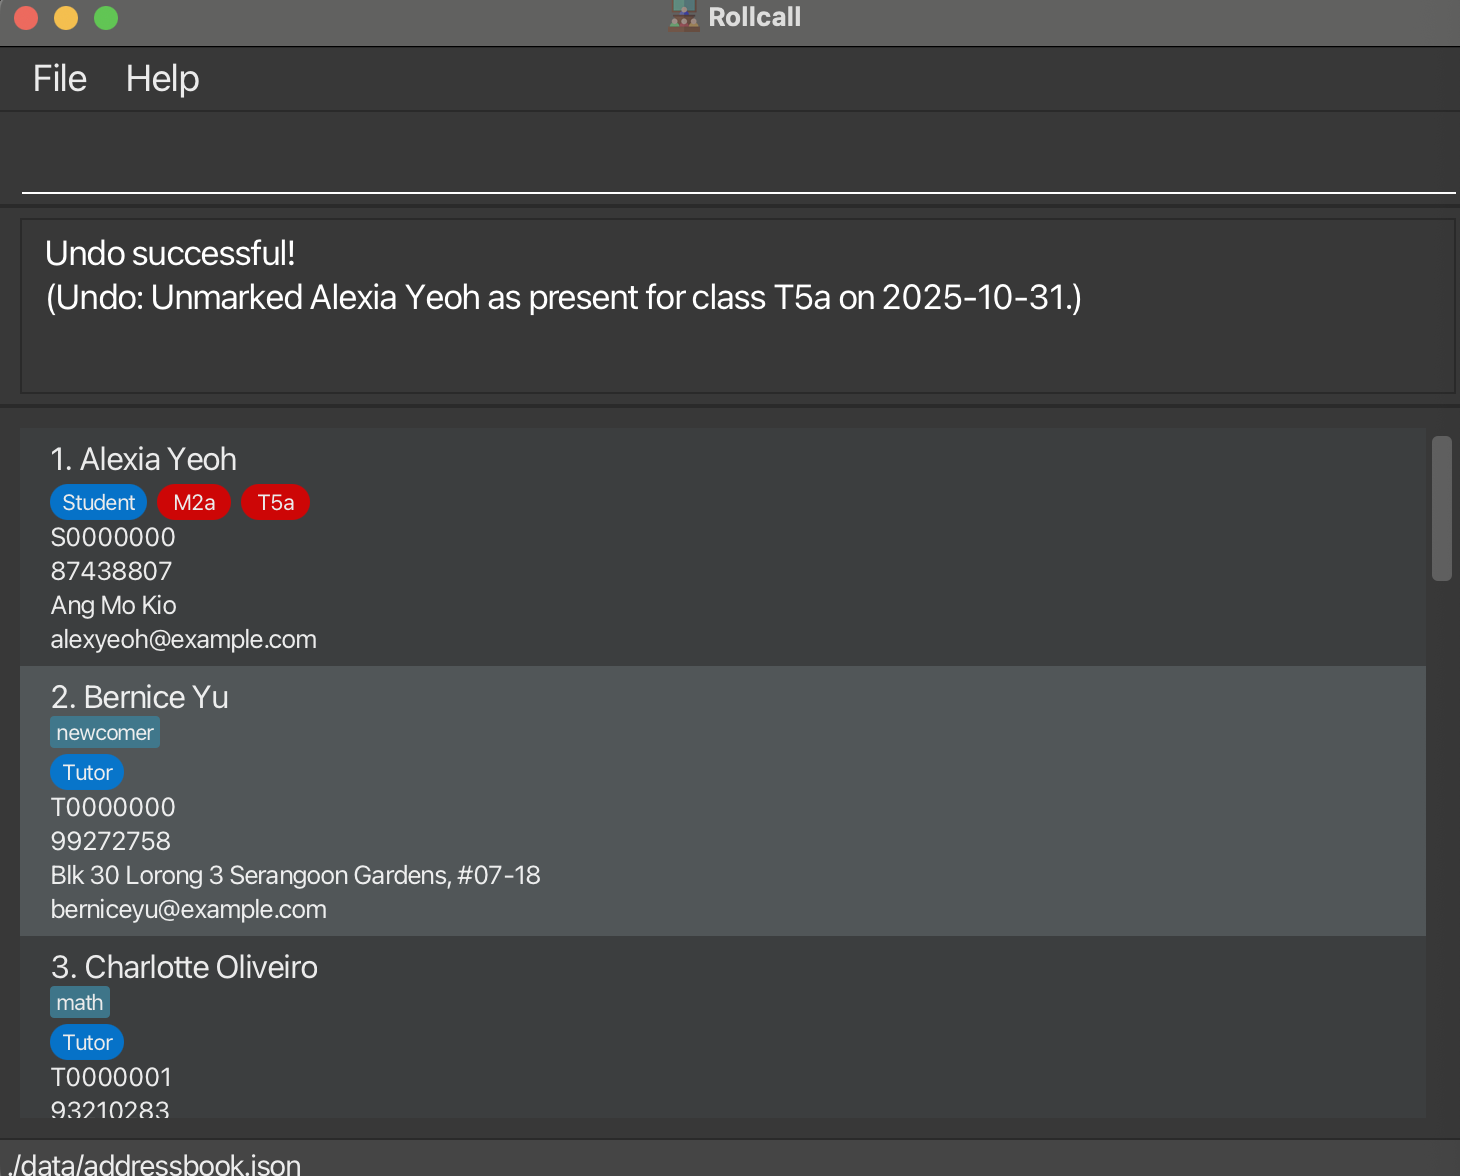 Rollcall
File Help
Undo successful!
(Undo: Unmarked Alexia Yeoh as present for class T5a on 2025-10-31.)
1. Alexia Yeoh
Student M2a T5a
S0000000
87438807
Ang Mo Kio
alexyeoh@example.com
2. Bernice Yu
newcomer
Tutor
T0000000
99272758
Blk 30 Lorong 3 Serangoon Gardens, #07-18
berniceyu@example.com
3. Charlotte Oliveiro
math
Tutor
T0000001
93210283
./data/addressbook.json